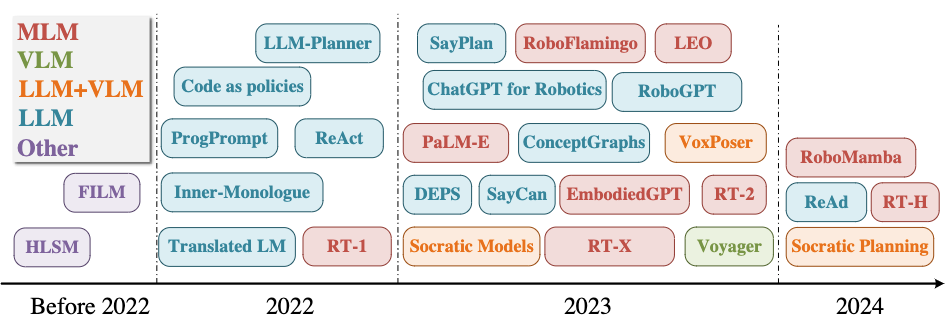 MLM
VLM
LLM+VLM
LLM
Other
FILM
HLSM
LLM-Planner
Code as policies
ProgPrompt
ReAct
Inner-Monologue
Translated LM
RT-1
SayPlan
RoboFlamingo
LEO
ChatGPT for Robotics
RoboGPT
PaLM-E
ConceptGraphs
VoxPoser
DEPS
SayCan
EmbodiedGPT
RT-2
Socratic Models
RT-X
Voyager
RoboMamba
ReAd
RT-H
Socratic Planning
Before 2022
2022
2023
2024